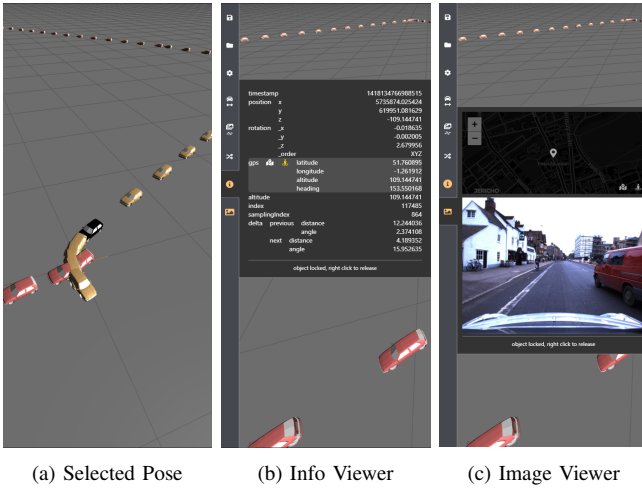 timestamp 1418134766988515
position x 5735874.025424
y 619951.081629
z -109.144741
rotation _x -0.018635
_y -0.002005
_z 2.679956
_order XYZ
gps latitude 51.760895
longitude -1.261912
altitude 109.144741
heading 153.550168
altitude 109.144741
index 117485
samplingIndex 864
delta previous distance 12.244036
angle 2.374108
next distance 4.189352
angle 15.952635
object locked, right click to release
+
−
JERICHO
object locked, right click to release
(a) Selected Pose
(b) Info Viewer
(c) Image Viewer